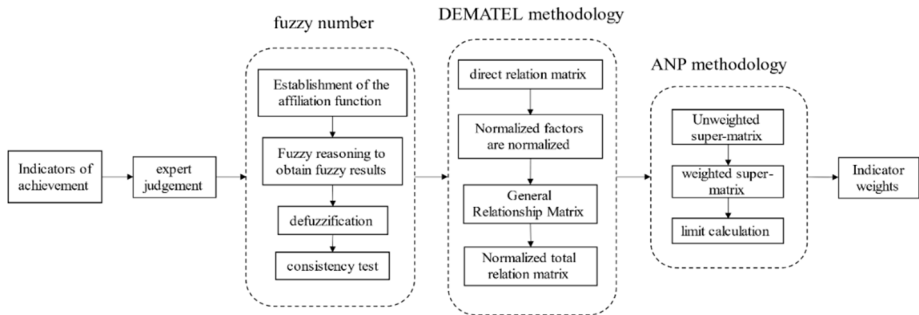 Indicators of
achievement
expert
judgement
fuzzy number
Establishment of the
affiliation function
Fuzzy reasoning to
obtain fuzzy results
defuzzification
consistency test
DEMATEL methodology
direct relation matrix
Normalized factors
are normalized
General
Relationship Matrix
Normalized total
relation matrix
ANP methodology
Unweighted
super-matrix
weighted super-
matrix
limit calculation
Indicator
weights